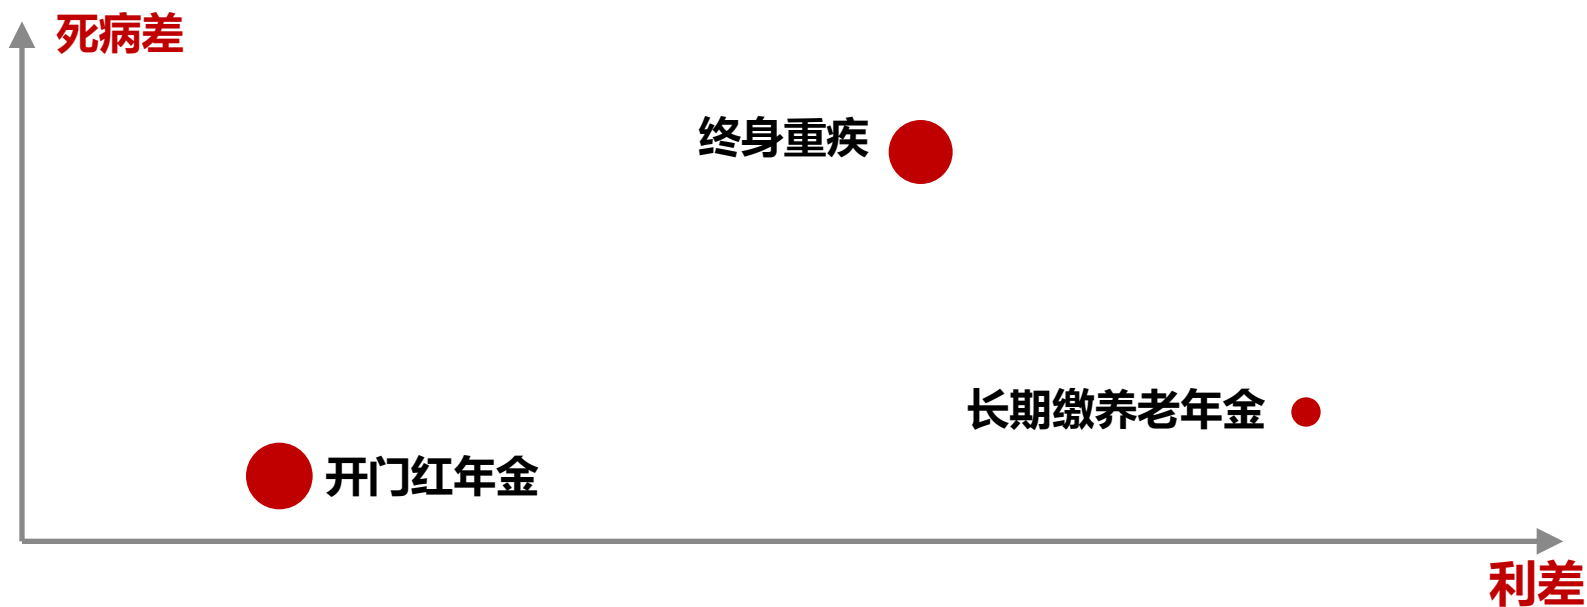 死病差
终身重疾
长期缴养老年金
开门红年金
利差